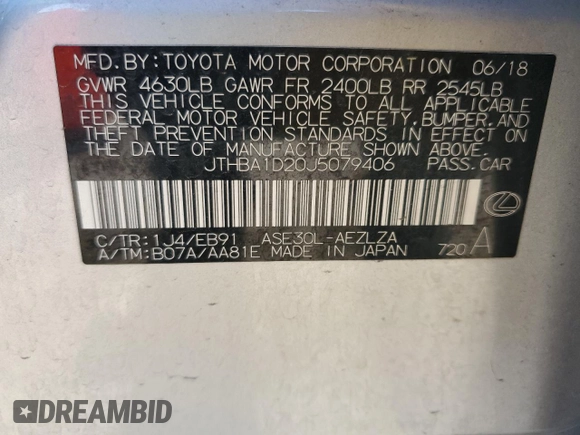 MFD.BY:TOYOTA MOTOR CORPORATION 06/18
GVWR 4630LB GAWR FR 2400LB RR 2545LB
THIS VEHICLE CONFORMS TO ALL APPLICABLE
FEDERAL MOTOR VEHICLE SAFETY,BUMPER,AND
THEFT PREVENTION STANDARDS IN EFFECT ON
THE DATE OF MANUFACTURE SHOWN ABOVE.
JTHBA1D20J5079406 PASS.CAR
C/TR:1J4/EB91 ASE30L-AEZLZA
A/TM:B07A/AA81E MADE IN JAPAN 720 A
DREAMBID